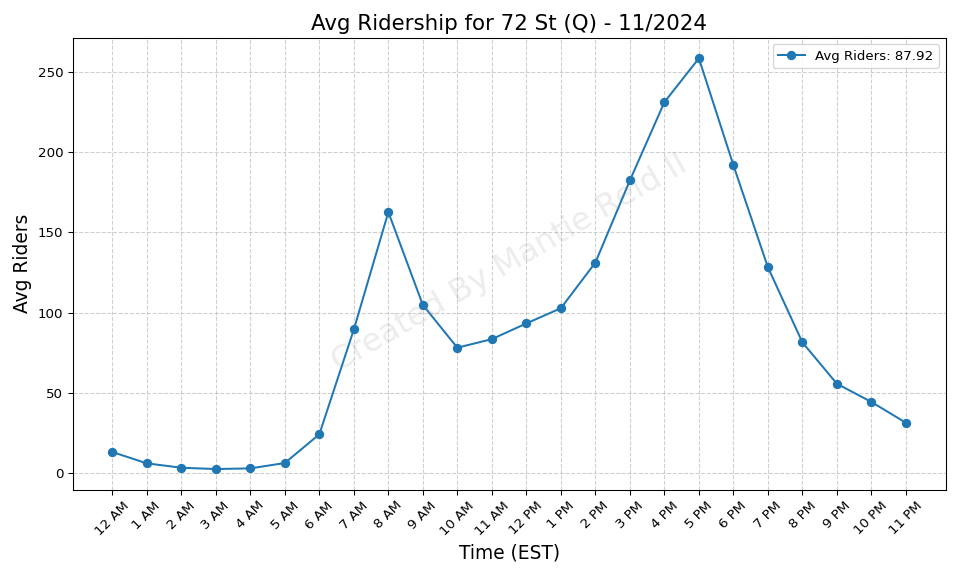 Avg Ridership for 72 St (Q) - 11/2024
Avg Riders: 87.92
250
200
150
100
50
0
Avg Riders
Created By Mantle Reid II
12 AM
1 AM
2 AM
3 AM
4 AM
5 AM
6 AM
7 AM
8 AM
9 AM
10 AM
11 AM
12 PM
1 PM
2 PM
3 PM
4 PM
5 PM
6 PM
7 PM
8 PM
9 PM
10 PM
11 PM
Time (EST)